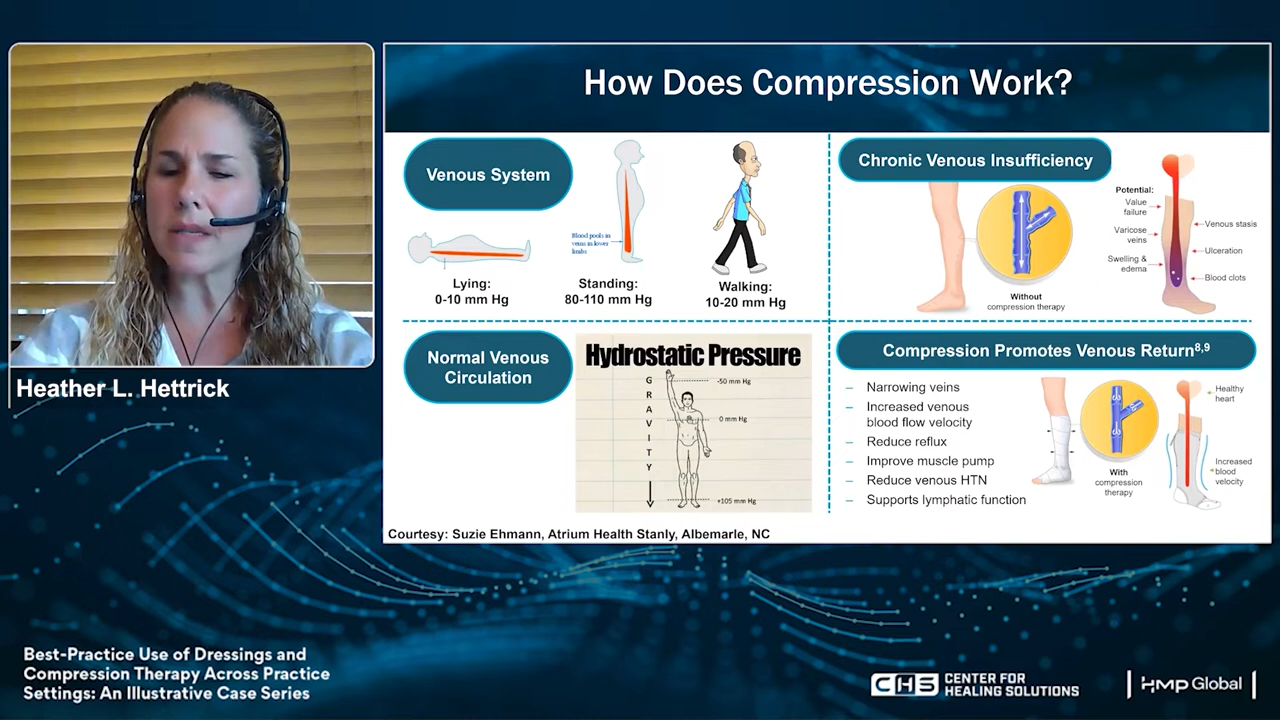 How Does Compression Work?
Venous System
Blood pools in
veins in lower
limbs
Lying:
0-10 mm Hg
Standing:
80-110 mm Hg
Walking:
10-20 mm Hg
Chronic Venous Insufficiency
Without
compression therapy
Potential:
Value
failure
Varicose
veins
Swelling &
edema
Venous stasis
Ulceration
Blood clots
Normal Venous
Circulation
Hydrostatic Pressure
G
R
A
V
I
T
Y
-50 mm Hg
0 mm Hg
+105 mm Hg
Compression Promotes Venous Return8,9
– Narrowing veins
– Increased venous
blood flow velocity
– Reduce reflux
– Improve muscle pump
– Reduce venous HTN
– Supports lymphatic function
With
compression
therapy
Healthy
heart
Increased
blood
velocity
Courtesy: Suzie Ehmann, Atrium Health Stanly, Albemarle, NC
Heather L. Hettrick
Best-Practice Use of Dressings and
Compression Therapy Across Practice
Settings: An Illustrative Case Series
CHS CENTER FOR
HEALING SOLUTIONS
HMP Global